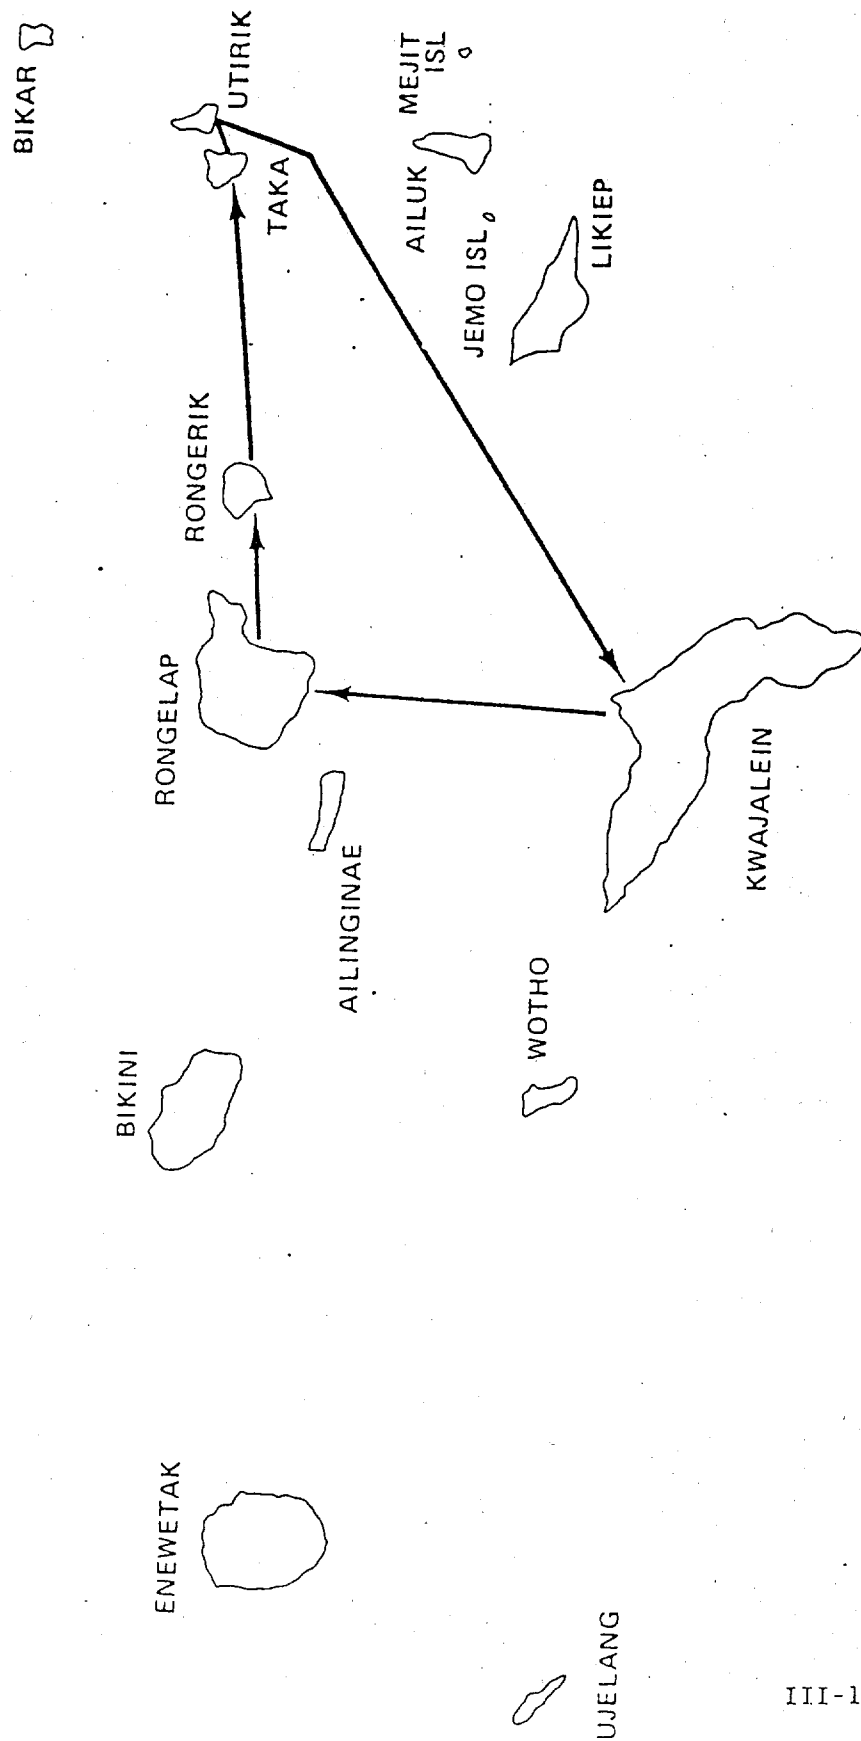 BIKAR
UTIRIK
TAKA
MEJIT
ISL
AILUK
JEMO ISL
LIKIEP
RONGERIK
RONGELAP
AILINGINAE
KWAJALEIN
BIKINI
WOTHO
ENEWETAK
UJELANG
III-1